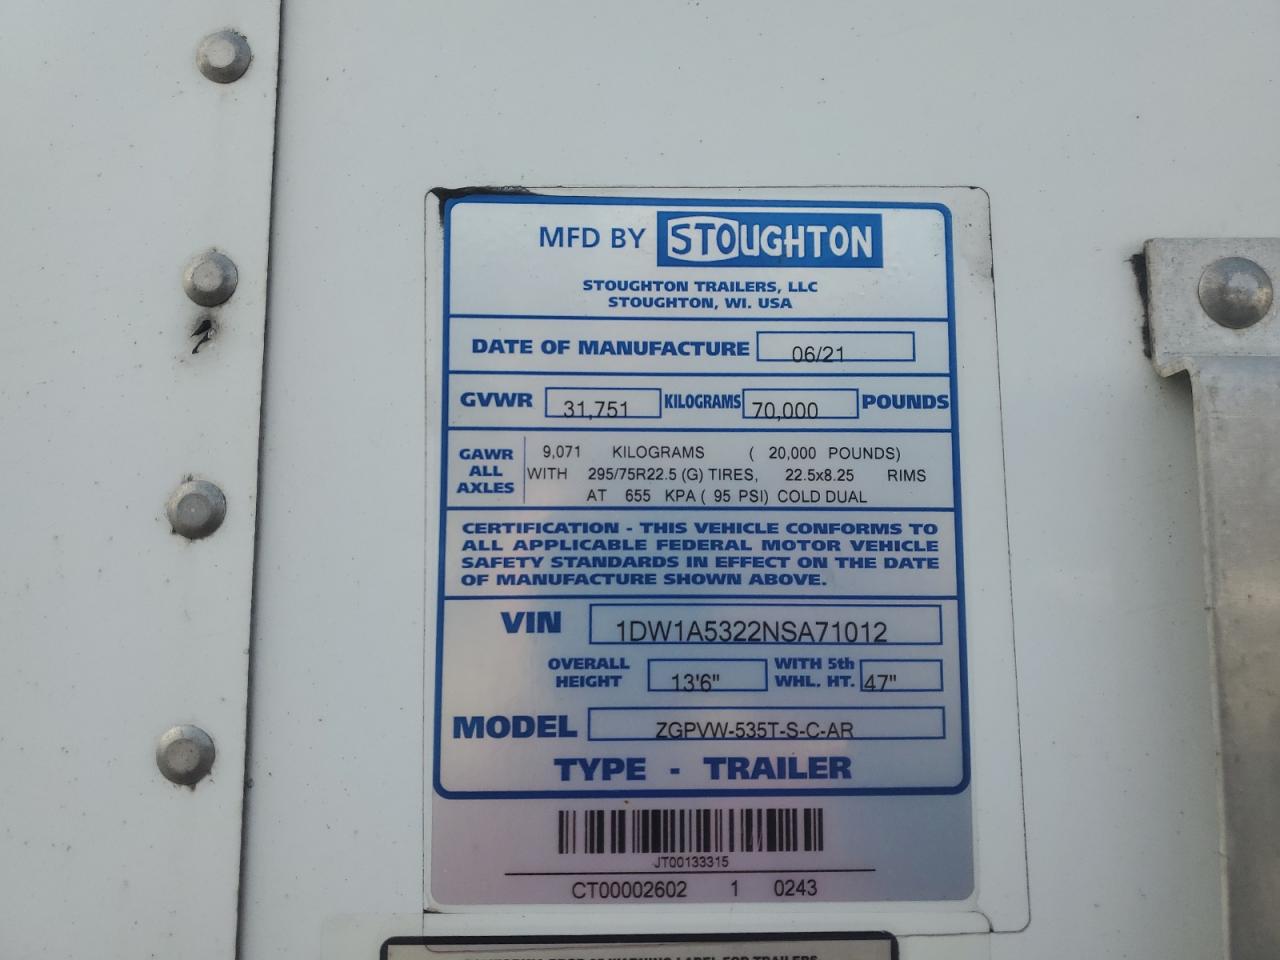 MFD BY STOUGHTON
STOUGHTON TRAILERS, LLC
STOUGHTON, WI. USA
DATE OF MANUFACTURE 06/21
GVWR 31,751 KILOGRAMS 70,000 POUNDS
GAWR ALL AXLES
9,071 KILOGRAMS ( 20,000 POUNDS)
WITH 295/75R22.5 (G) TIRES, 22.5x8.25 RIMS
AT 655 KPA ( 95 PSI) COLD DUAL
CERTIFICATION - THIS VEHICLE CONFORMS TO
ALL APPLICABLE FEDERAL MOTOR VEHICLE
SAFETY STANDARDS IN EFFECT ON THE DATE
OF MANUFACTURE SHOWN ABOVE.
VIN 1DW1A5322NSA71012
OVERALL HEIGHT 13'6" WITH 5th WHL. HT. 47"
MODEL ZGPVW-535T-S-C-AR
TYPE - TRAILER
JT00133315
CT00002602 1 0243
WARNING LABEL FOR TRAILERS